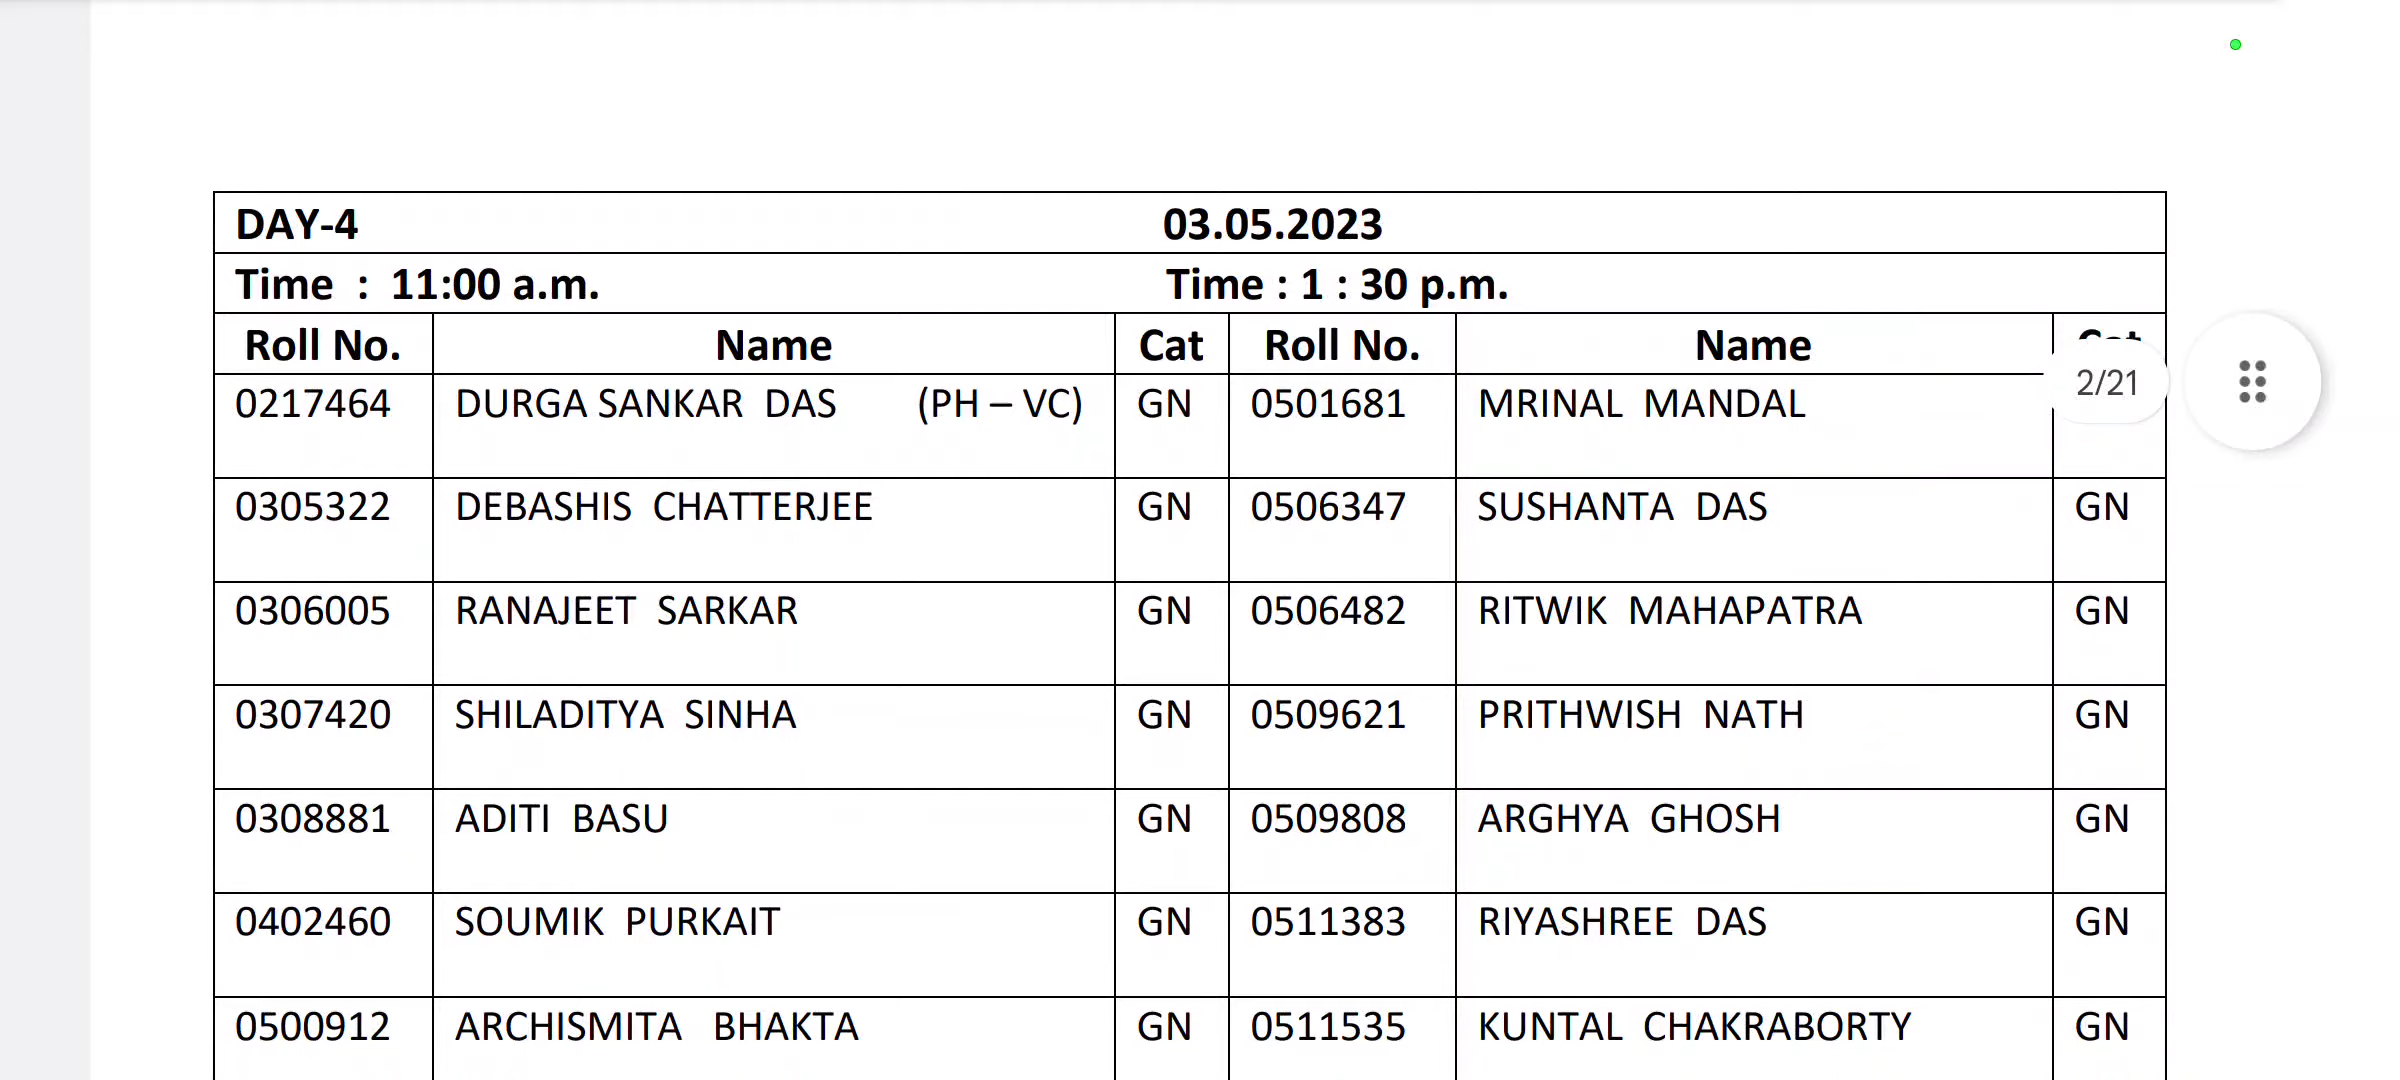 DAY-4 03.05.2023
Time : 11:00 a.m. Time : 1 : 30 p.m.
Roll No. Name Cat Roll No. Name Cat
0217464 DURGA SANKAR DAS (PH – VC) GN 0501681 MRINAL MANDAL
2/21
0305322 DEBASHIS CHATTERJEE GN 0506347 SUSHANTA DAS GN
0306005 RANAJEET SARKAR GN 0506482 RITWIK MAHAPATRA GN
0307420 SHILADITYA SINHA GN 0509621 PRITHWISH NATH GN
0308881 ADITI BASU GN 0509808 ARGHYA GHOSH GN
0402460 SOUMIK PURKAIT GN 0511383 RIYASHREE DAS GN
0500912 ARCHISMITA BHAKTA GN 0511535 KUNTAL CHAKRABORTY GN